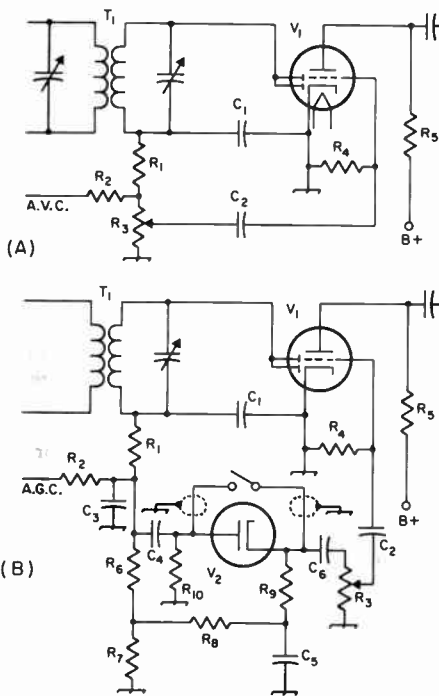 T1
V1
C1
R1
R4
R5
A.V.C.
R2
R3
C2
B+
(A)
T1
V1
C1
R1
R4
R5
R2
A.G.C.
C3
C4
V2
C6
C2
B+
(B)
R6
R10
R9
R3
R8
R7
C5